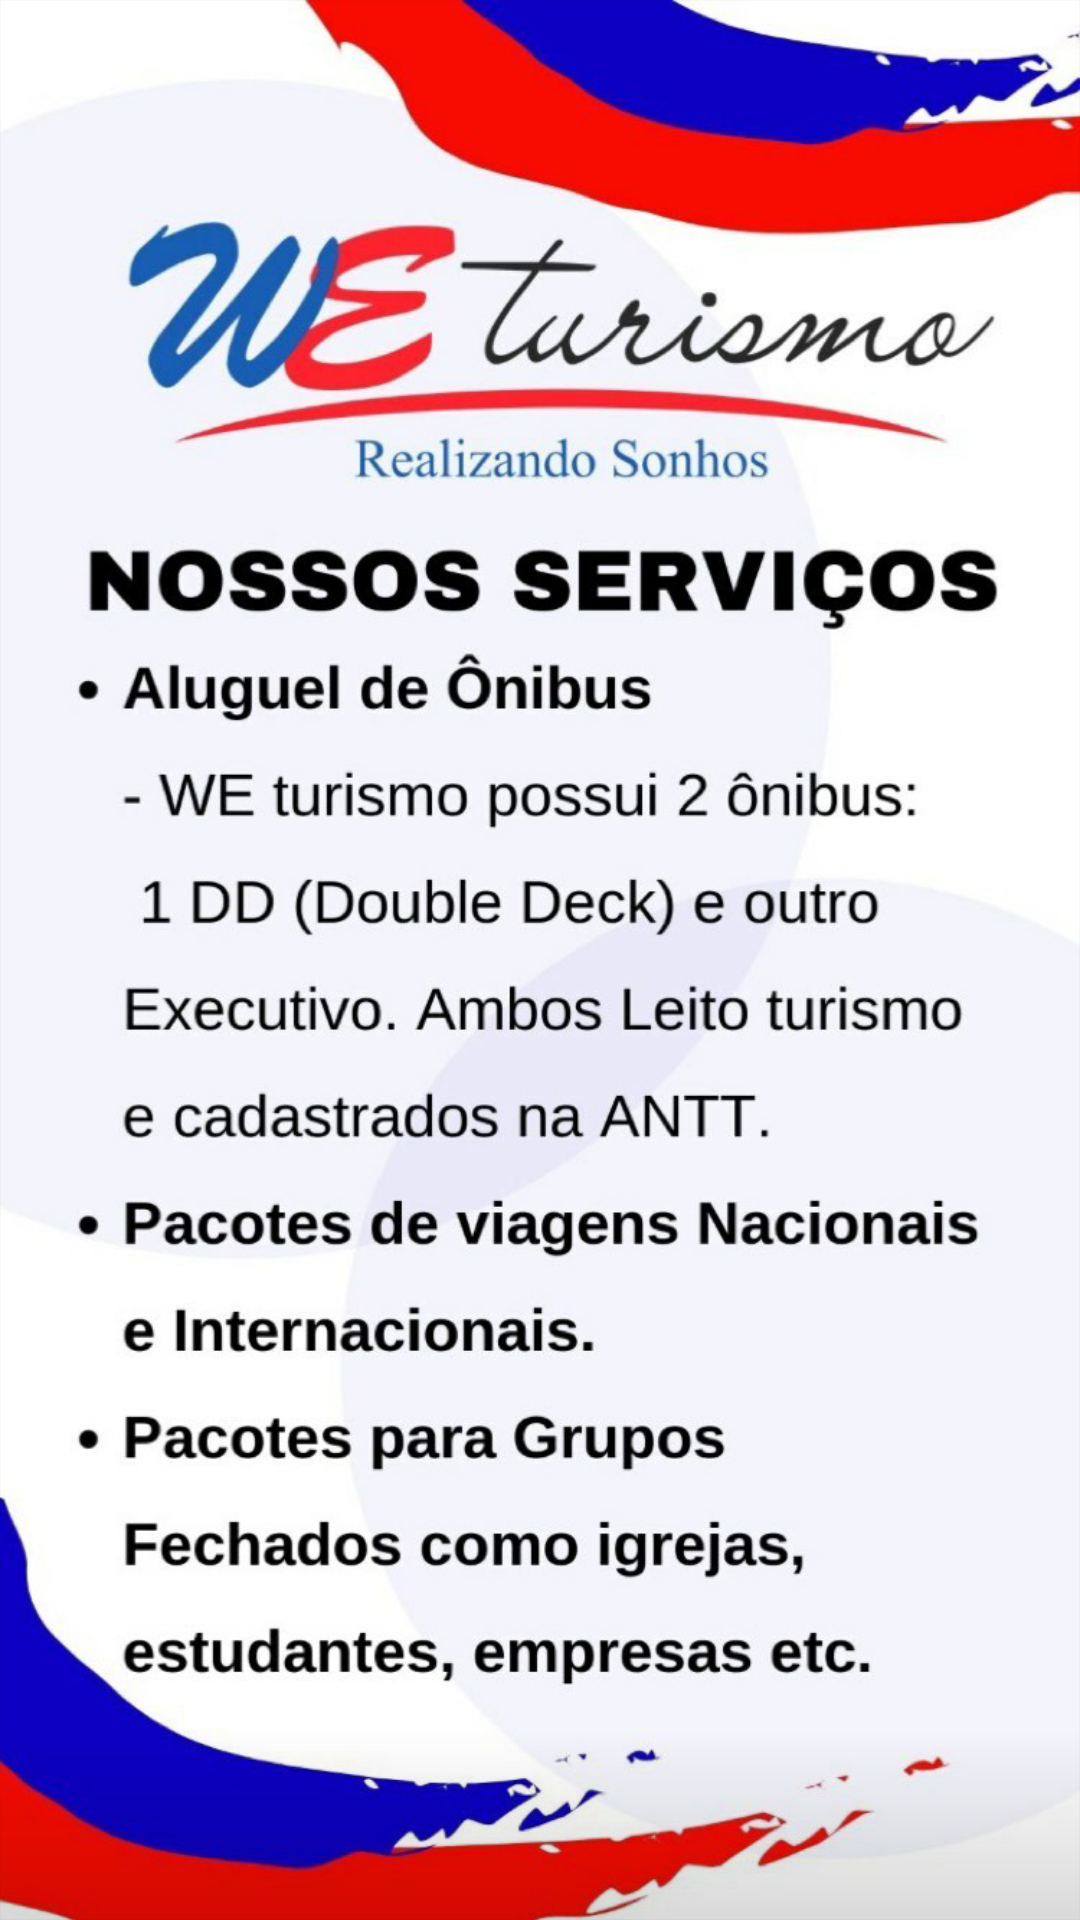 WE turismo
Realizando Sonhos
NOSSOS SERVIÇOS
• Aluguel de Ônibus
- WE turismo possui 2 ônibus:
1 DD (Double Deck) e outro
Executivo. Ambos Leito turismo
e cadastrados na ANTT.
• Pacotes de viagens Nacionais
e Internacionais.
• Pacotes para Grupos
Fechados como igrejas,
estudantes, empresas etc.